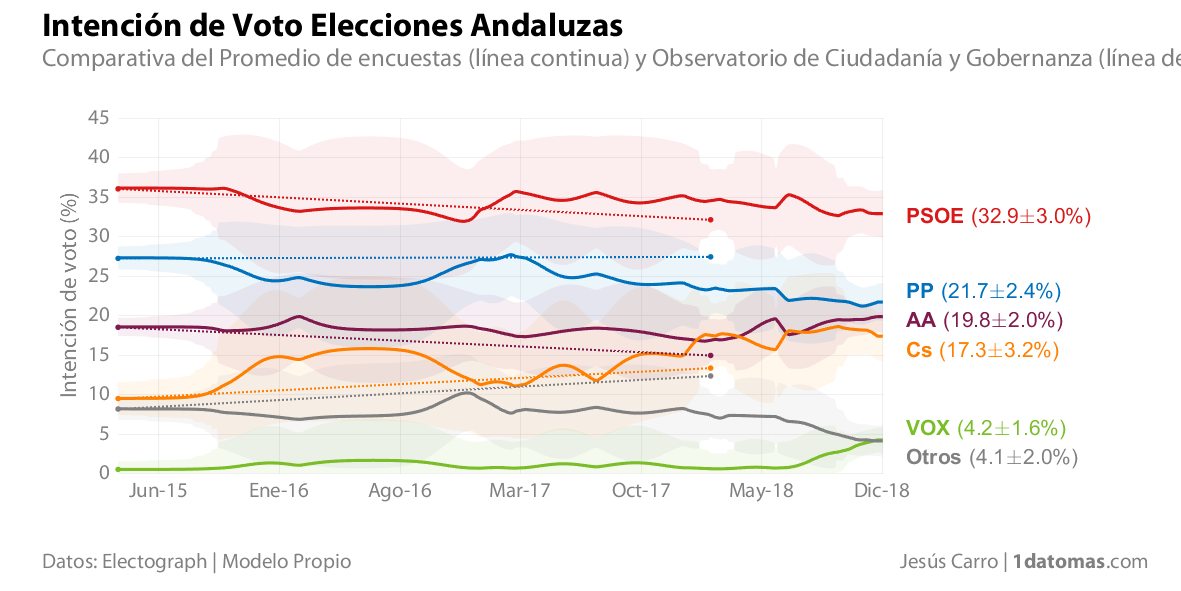 Intención de Voto Elecciones Andaluzas
Comparativa del Promedio de encuestas (línea continua) y Observatorio de Ciudadanía y Gobernanza (línea de
Intención de voto (%)
45
40
35
30
25
20
15
10
5
0
Jun-15 Ene-16 Ago-16 Mar-17 Oct-17 May-18 Dic-18
PSOE (32.9±3.0%)
PP (21.7±2.4%)
AA (19.8±2.0%)
Cs (17.3±3.2%)
VOX (4.2±1.6%)
Otros (4.1±2.0%)
Datos: Electograph | Modelo Propio
Jesús Carro | 1datomas.com